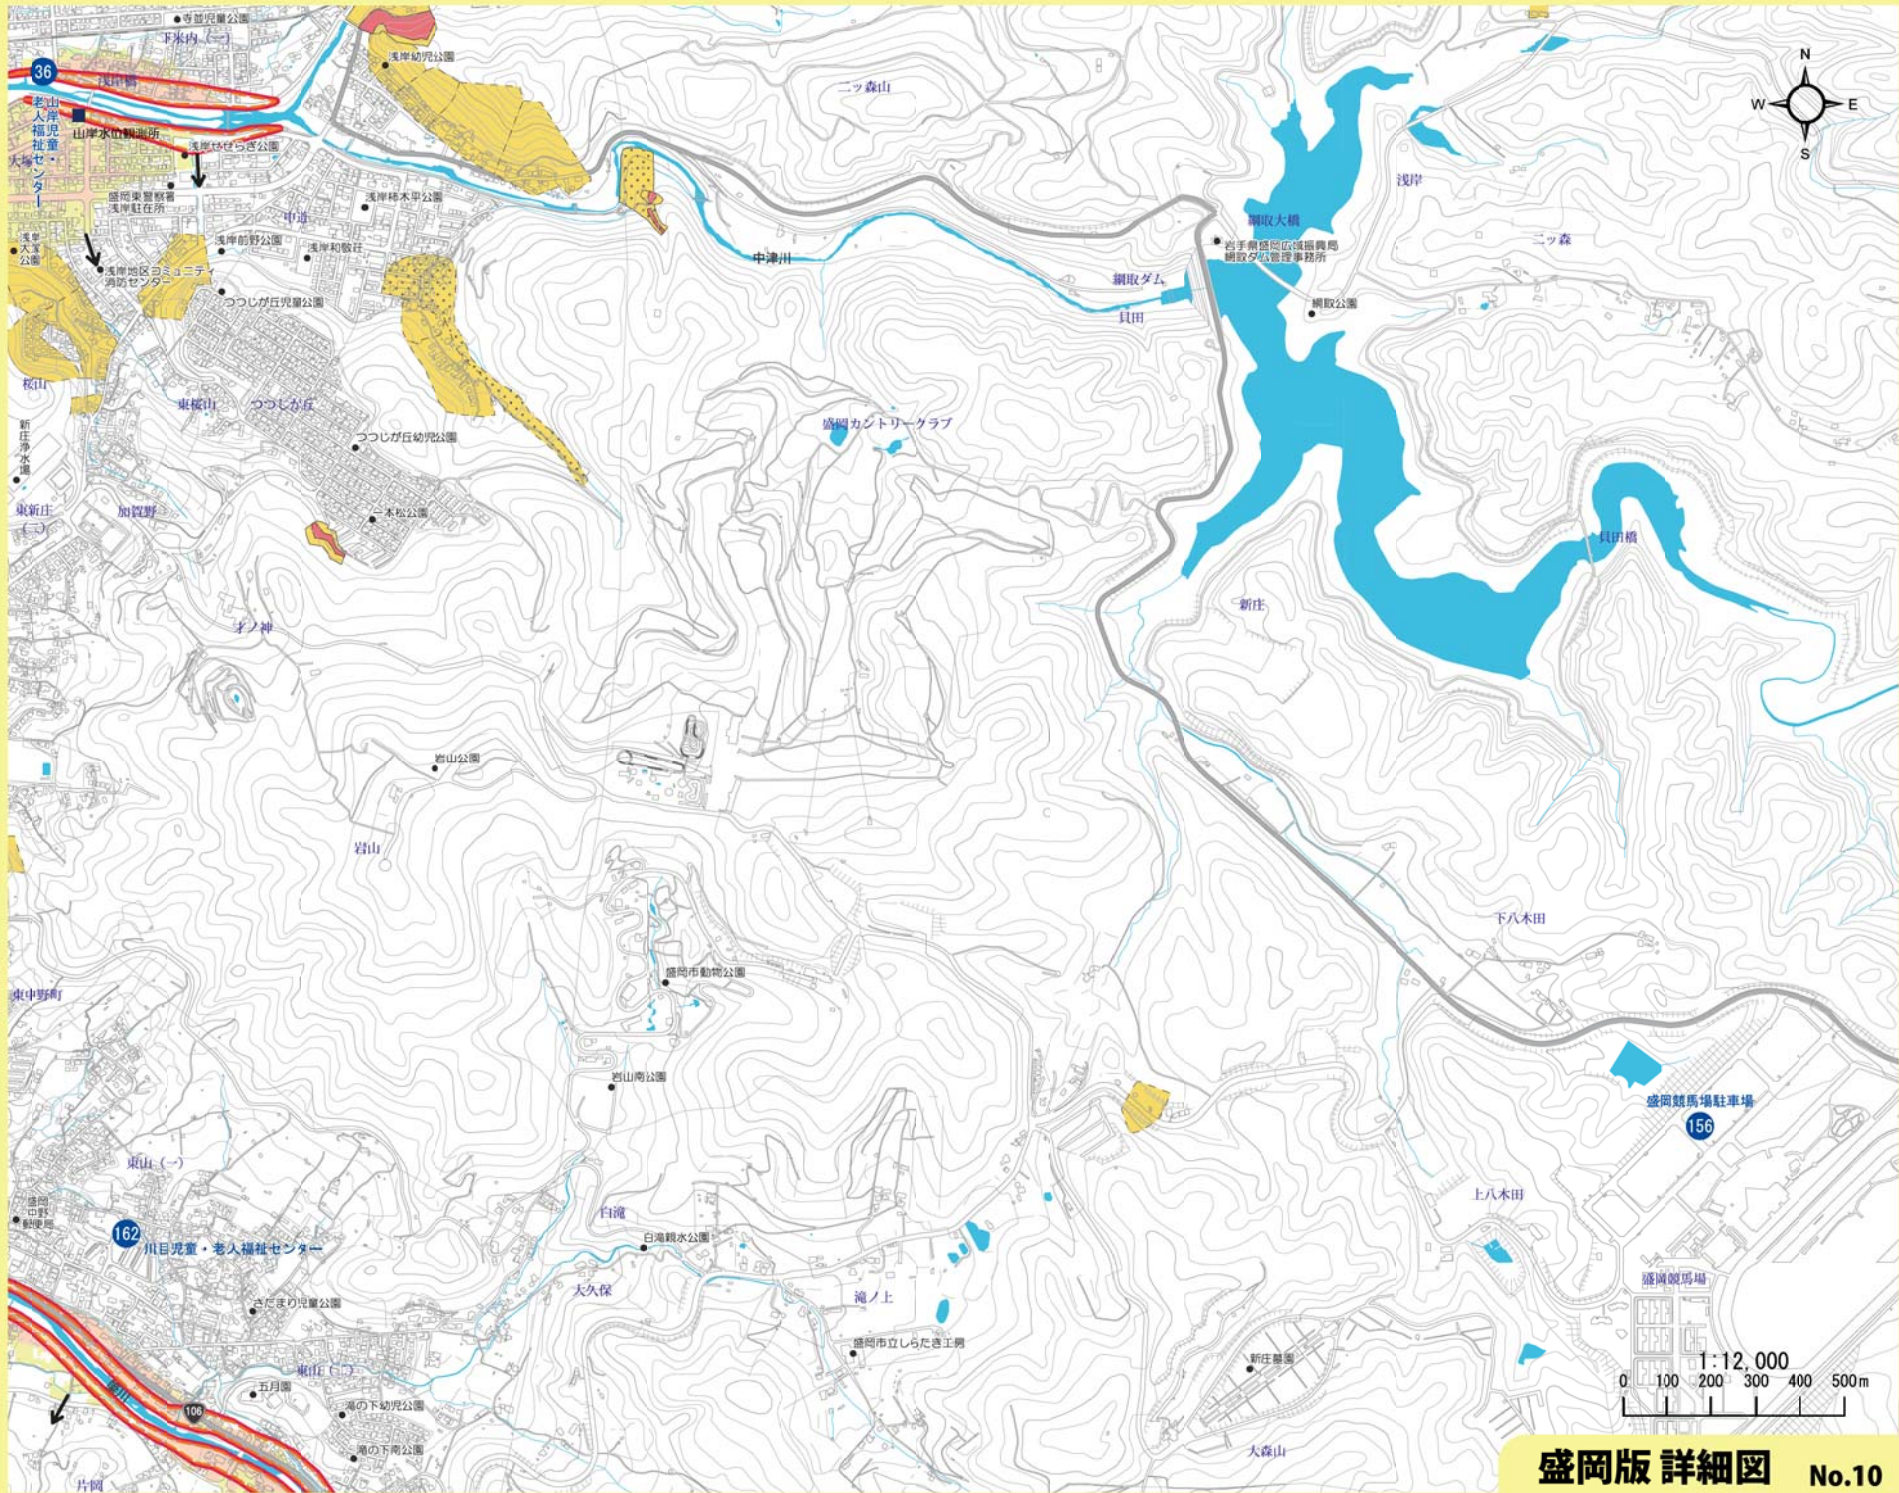 寺並児童公園
下米内(一)
浅岸幼児公園
36
浅岸橋
山岸児童・
老人福祉センター
山岸水位観測所
浅岸せせらぎ公園
大塚
盛岡東警察署
浅岸駐在所
浅岸柿木平公園
中道
浅岸前野公園
浅岸和敬荘
浅岸
大塚
公園
浅岸地区コミュニティ
消防センター
つつじが丘児童公園
二ッ森山
N
W
E
S
浅岸
綱取大橋
岩手県盛岡広域振興局
綱取ダム管理事務所
二ッ森
中津川
綱取ダム
貝田
綱取公園
桜山
東桜山
つつじが丘
新庄浄水場
つつじが丘幼児公園
盛岡カントリークラブ
東新庄
(二)
加賀野
一本松公園
貝田橋
新庄
才ノ神
岩山公園
岩山
下八木田
盛岡市動物公園
東中野町
岩山南公園
盛岡競馬場駐車場
156
東山(一)
上八木田
盛岡
中野
郵便局
162
川目児童・老人福祉センター
白滝
白滝親水公園
大久保
滝ノ上
盛岡競馬場
さだまり児童公園
盛岡市立しらたき工房
東山(二)
新庄墓園
五月園
106
滝の下幼児公園
滝の下南公園
大森山
片岡
1:12,000
0 100 200 300 400 500m
盛岡版 詳細図 No.10